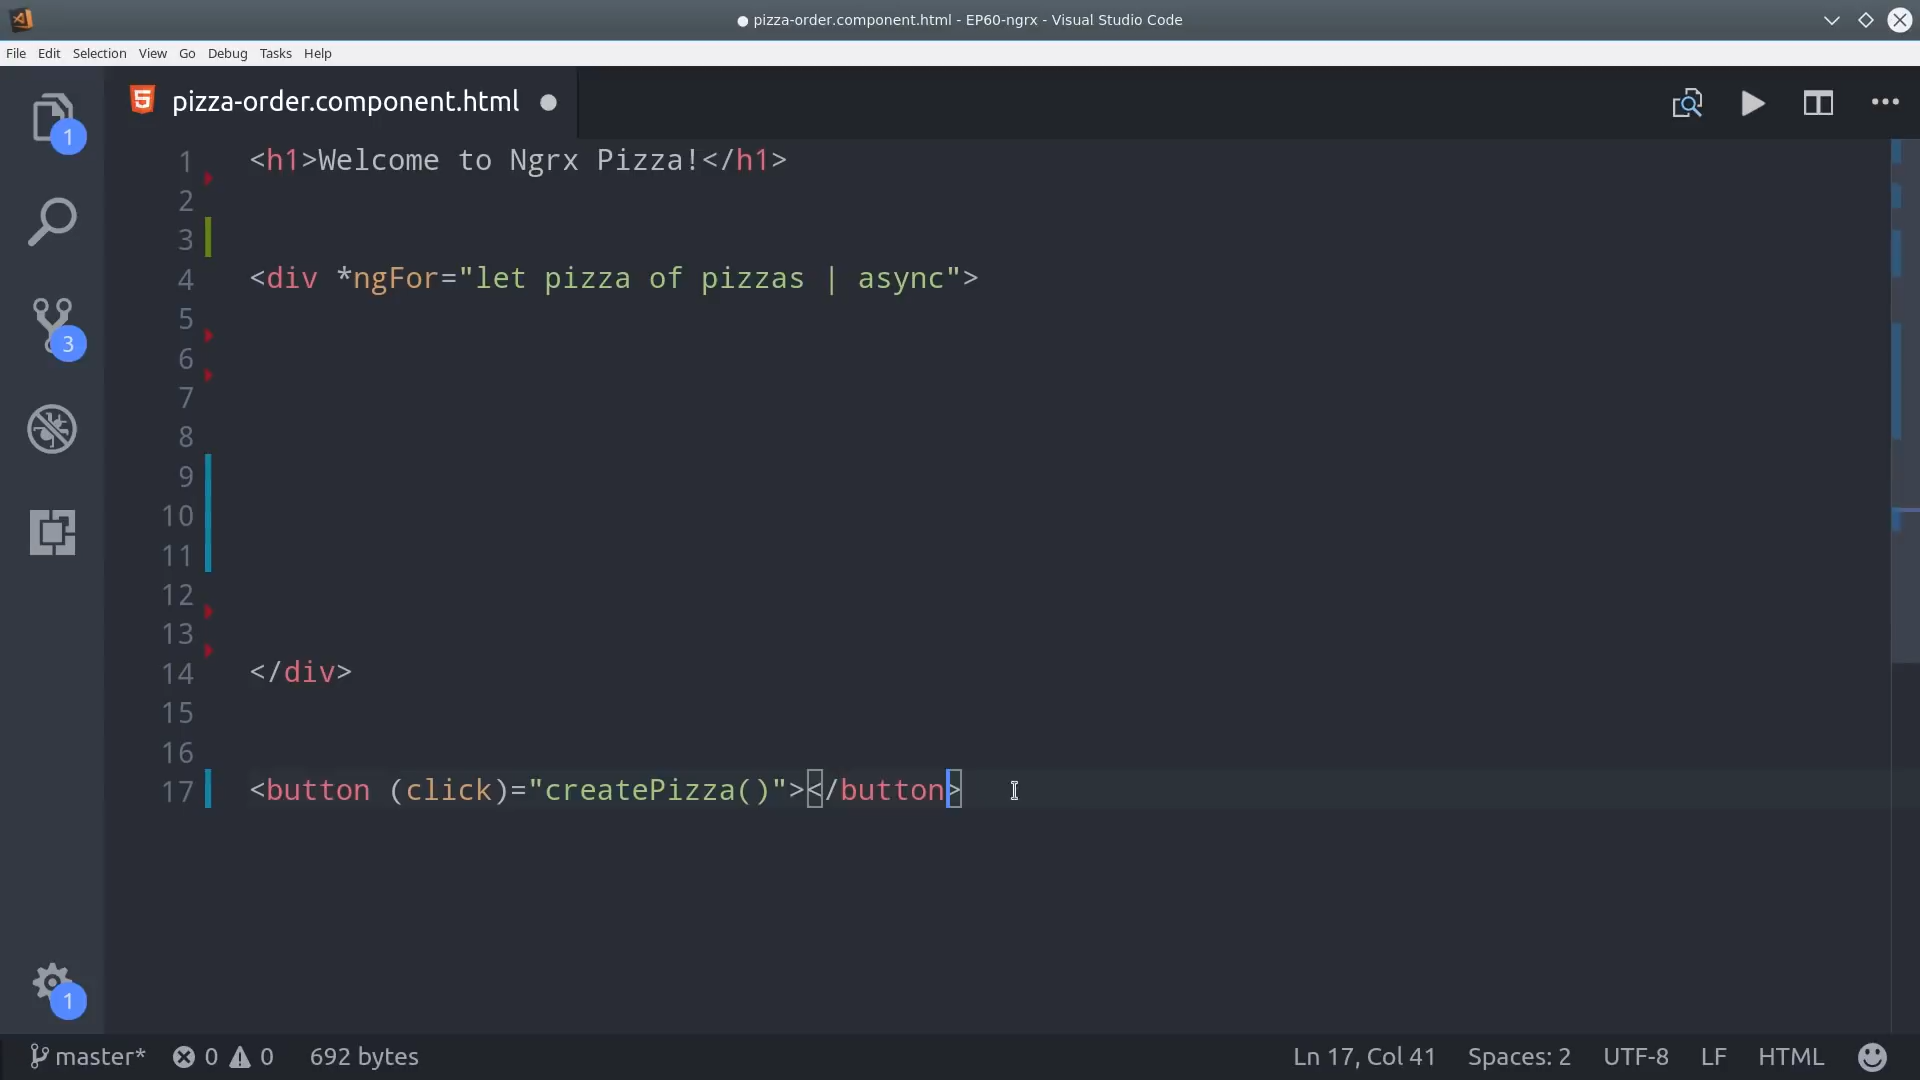 ● pizza-order.component.html - EP60-ngrx - Visual Studio Code
File Edit Selection View Go Debug Tasks Help
pizza-order.component.html ●
1
3
1
1 <h1>Welcome to Ngrx Pizza!</h1>
2
3
4 <div *ngFor="let pizza of pizzas | async">
5
6
7
8
9
10
11
12
13
14 </div>
15
16
17 <button (click)="createPizza()"></button>
master* 0 0 692 bytes Ln 17, Col 41 Spaces: 2 UTF-8 LF HTML